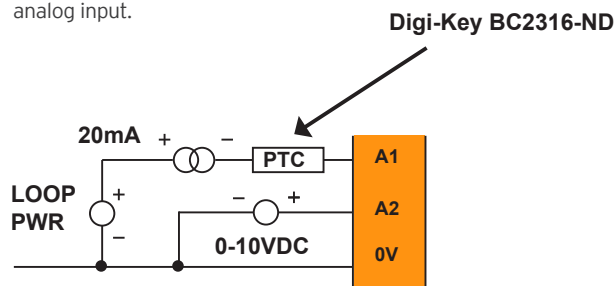 analog input.
Digi-Key BC2316-ND
20mA + −
PTC
A1
LOOP
PWR
+
−
− +
A2
0-10VDC
0V